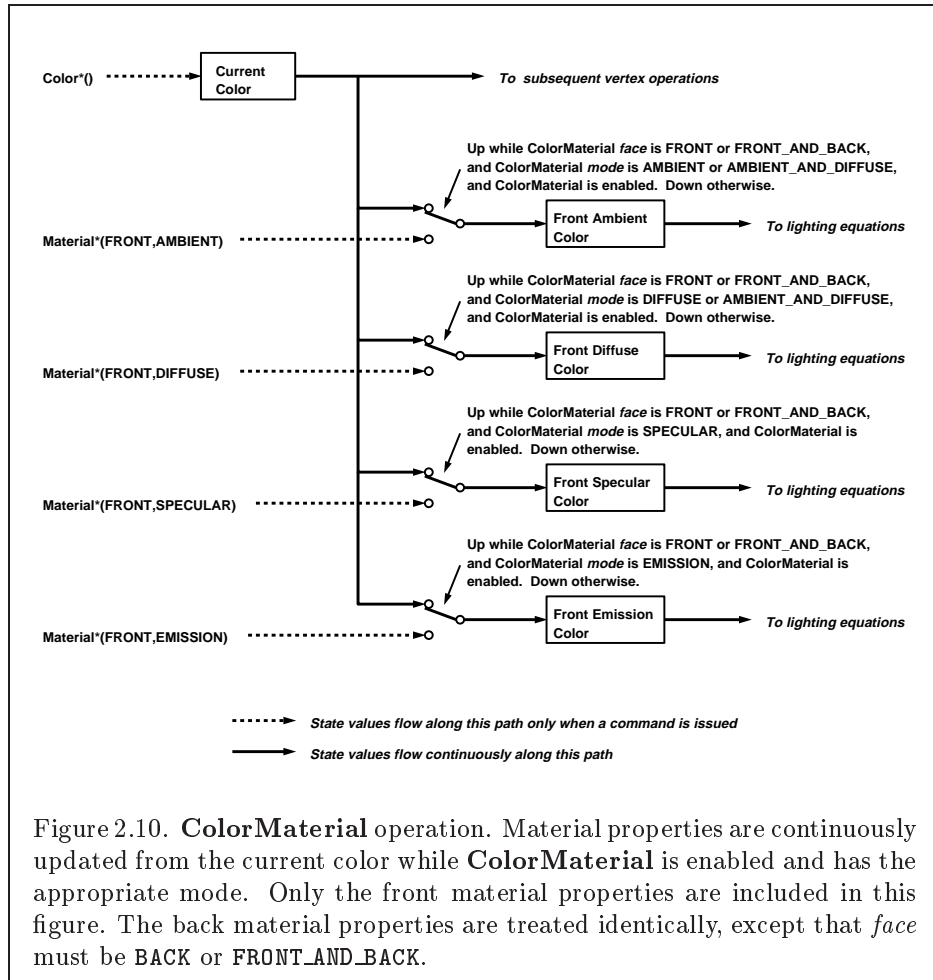 Color*()
Current
Color
To subsequent vertex operations
Up while ColorMaterial face is FRONT or FRONT_AND_BACK,
and ColorMaterial mode is AMBIENT or AMBIENT_AND_DIFFUSE,
and ColorMaterial is enabled. Down otherwise.
Material*(FRONT,AMBIENT)
Front Ambient
Color
To lighting equations
Up while ColorMaterial face is FRONT or FRONT_AND_BACK,
and ColorMaterial mode is DIFFUSE or AMBIENT_AND_DIFFUSE,
and ColorMaterial is enabled. Down otherwise.
Material*(FRONT,DIFFUSE)
Front Diffuse
Color
To lighting equations
Up while ColorMaterial face is FRONT or FRONT_AND_BACK,
and ColorMaterial mode is SPECULAR, and ColorMaterial is
enabled. Down otherwise.
Material*(FRONT,SPECULAR)
Front Specular
Color
To lighting equations
Up while ColorMaterial face is FRONT or FRONT_AND_BACK,
and ColorMaterial mode is EMISSION, and ColorMaterial is
enabled. Down otherwise.
Material*(FRONT,EMISSION)
Front Emission
Color
To lighting equations
State values flow along this path only when a command is issued
State values flow continuously along this path
Figure 2.10. ColorMaterial operation. Material properties are continuously
updated from the current color while ColorMaterial is enabled and has the
appropriate mode. Only the front material properties are included in this
figure. The back material properties are treated identically, except that face
must be BACK or FRONT_AND_BACK.